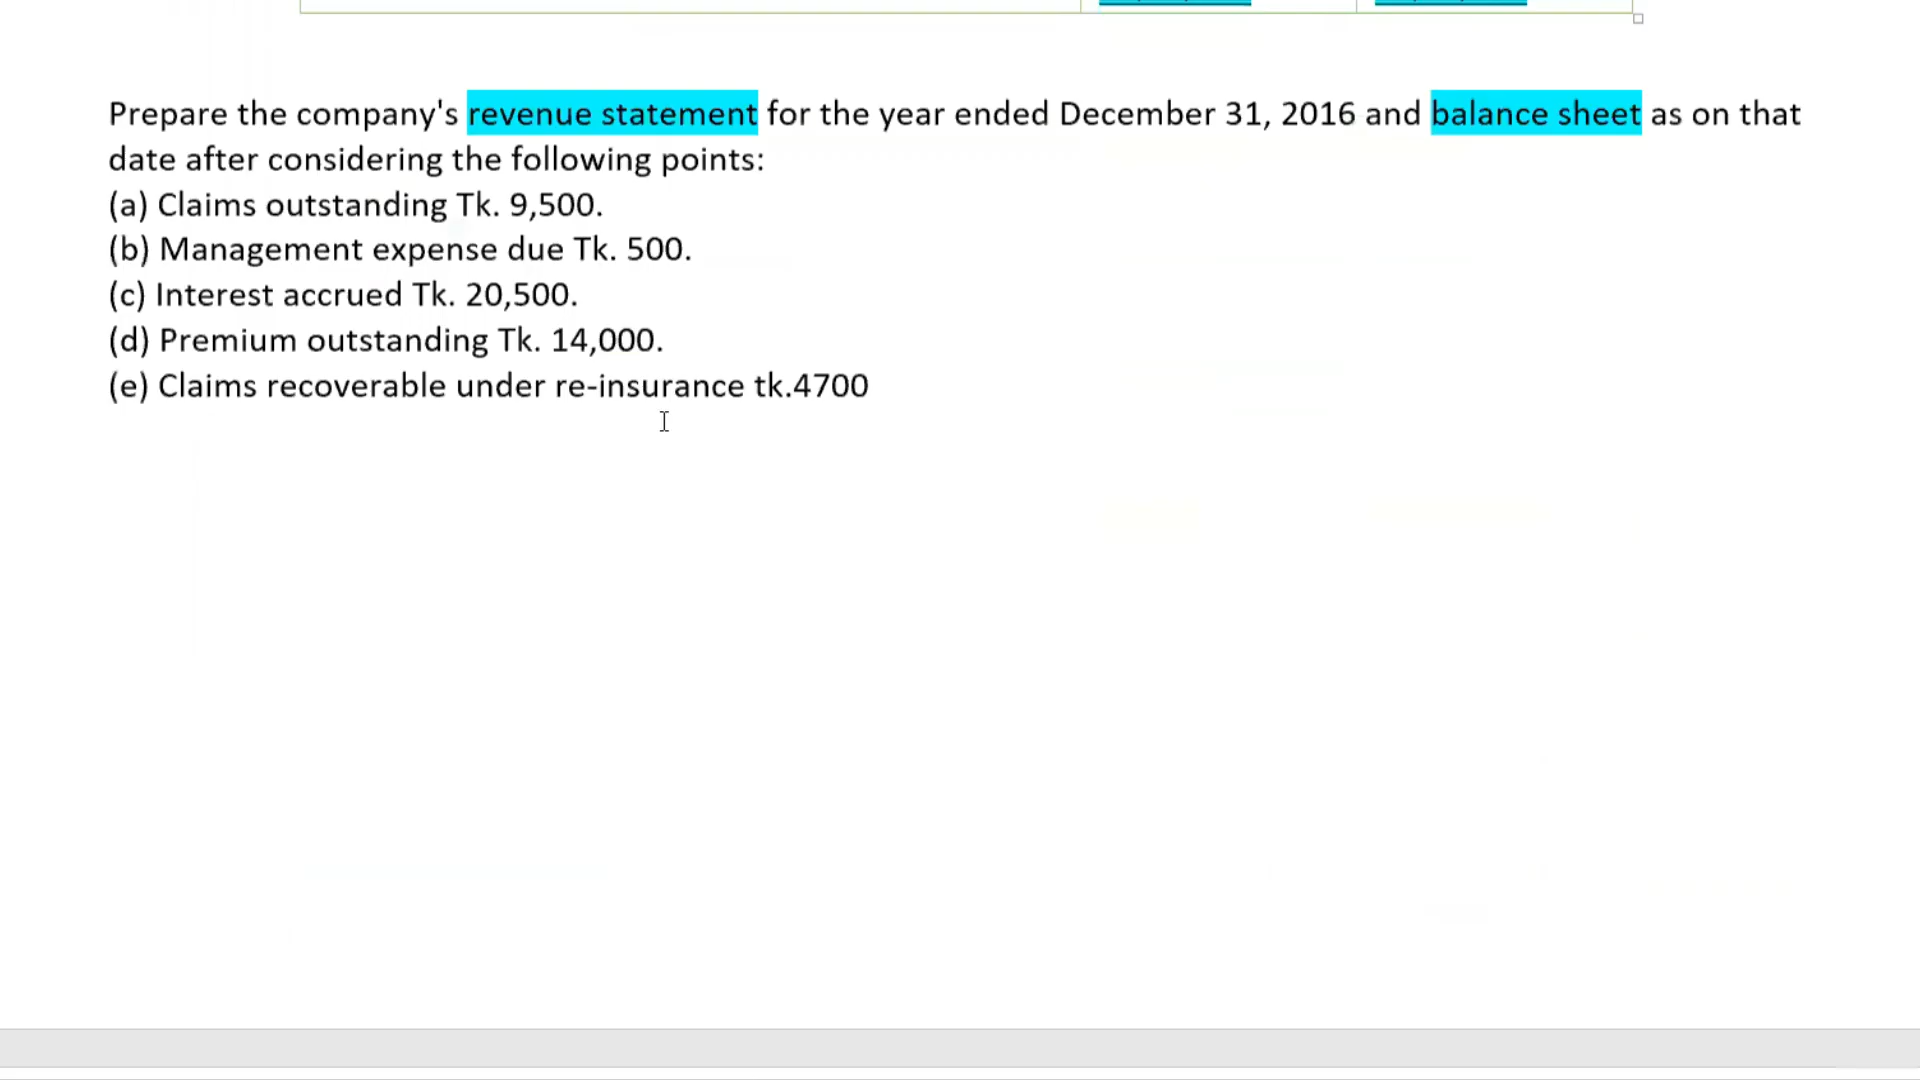 Prepare the company's revenue statement for the year ended December 31, 2016 and balance sheet as on that
date after considering the following points:
(a) Claims outstanding Tk. 9,500.
(b) Management expense due Tk. 500.
(c) Interest accrued Tk. 20,500.
(d) Premium outstanding Tk. 14,000.
(e) Claims recoverable under re-insurance tk.4700